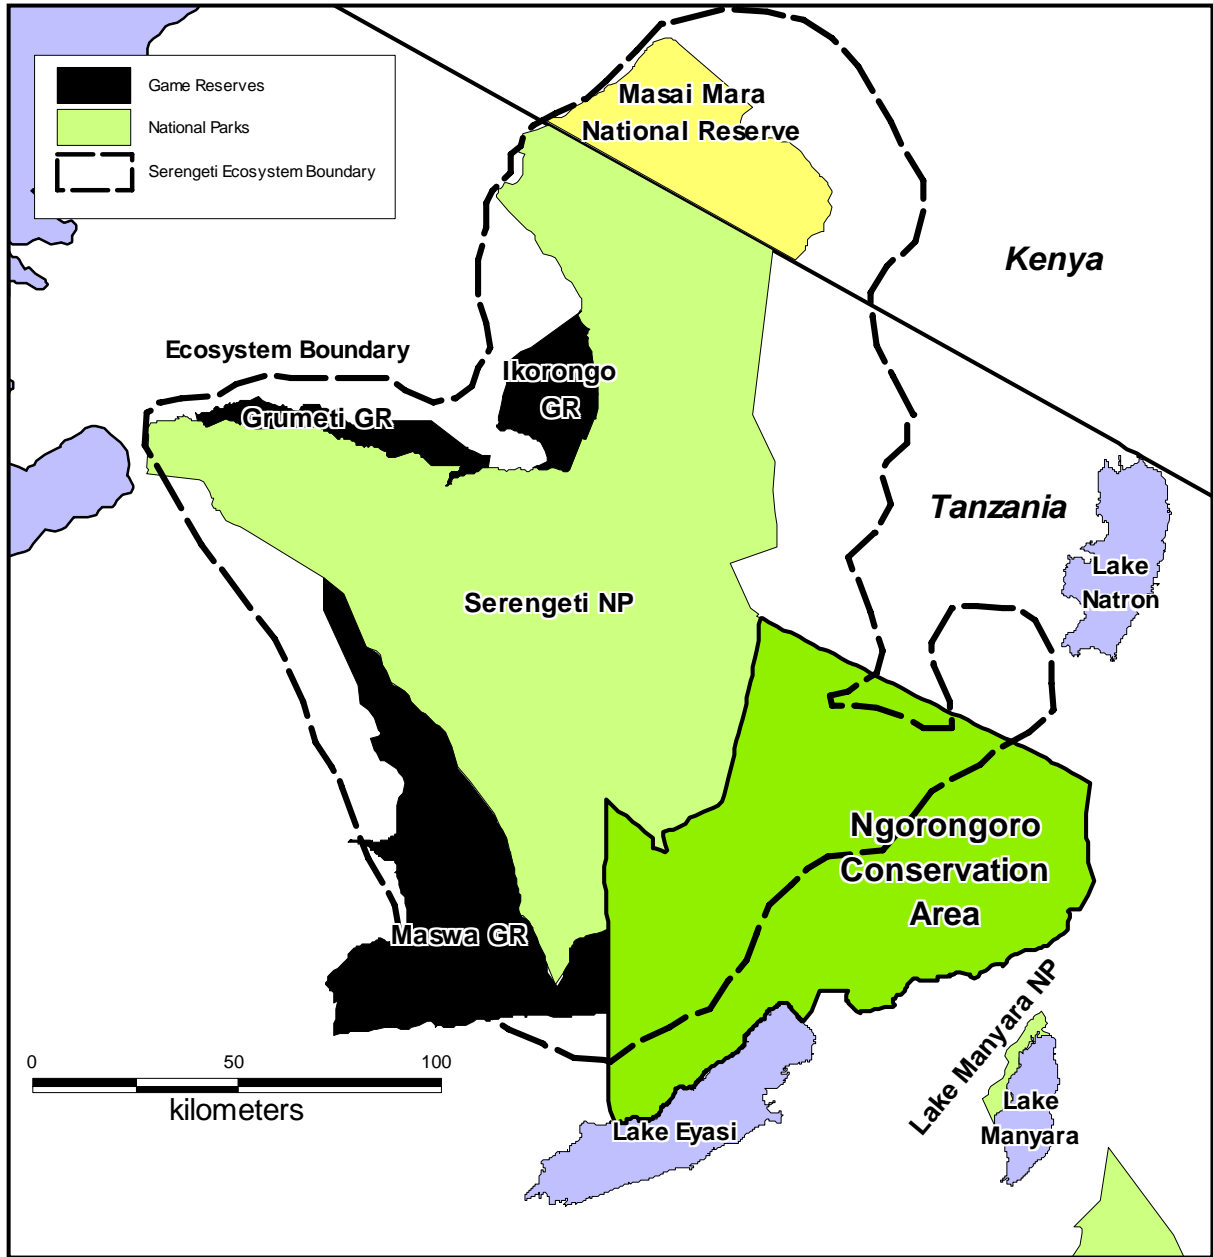 Game Reserves
National Parks
Serengeti Ecosystem Boundary
Masai Mara
National Reserve
Kenya
Ecosystem Boundary
Ikorongo
GR
Grumeti GR
Tanzania
Lake
Natron
Serengeti NP
Ngorongoro
Conservation
Area
Maswa GR
Lake Manyara NP
0 50 100
kilometers
Lake Eyasi
Lake
Manyara